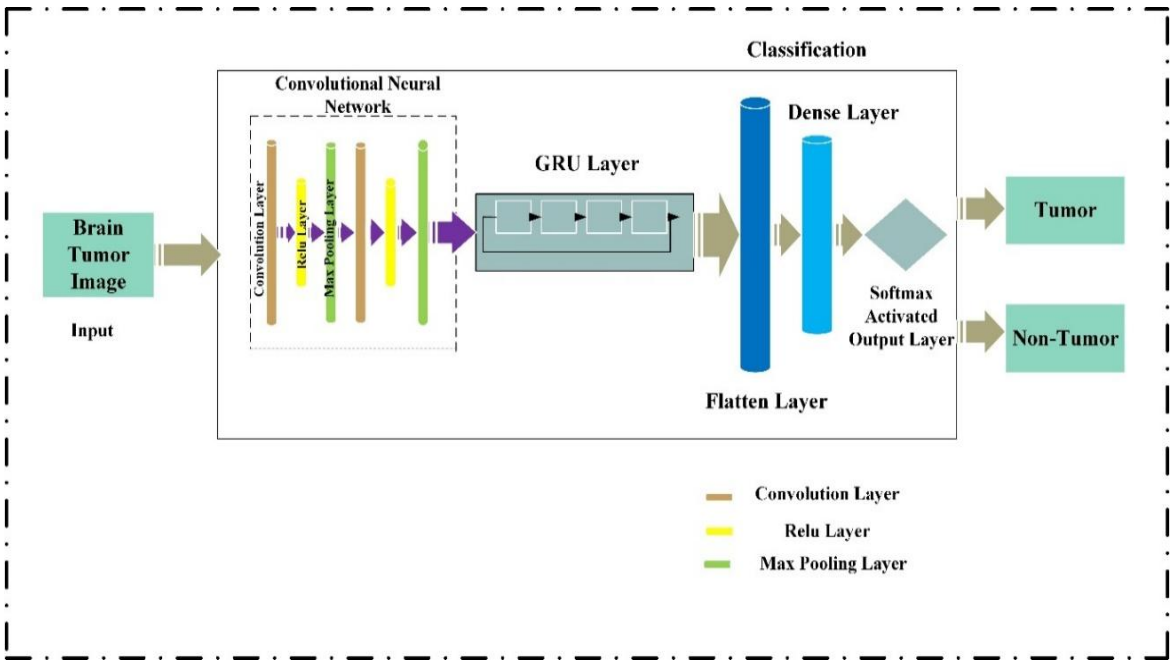 Classification
Convolutional Neural
Network
Convolution Layer
Relu Layer
Max Pooling Layer
GRU Layer
Dense Layer
Flatten Layer
Softmax
Activated
Output Layer
Brain
Tumor
Image
Input
Tumor
Non-Tumor
Convolution Layer
Relu Layer
Max Pooling Layer